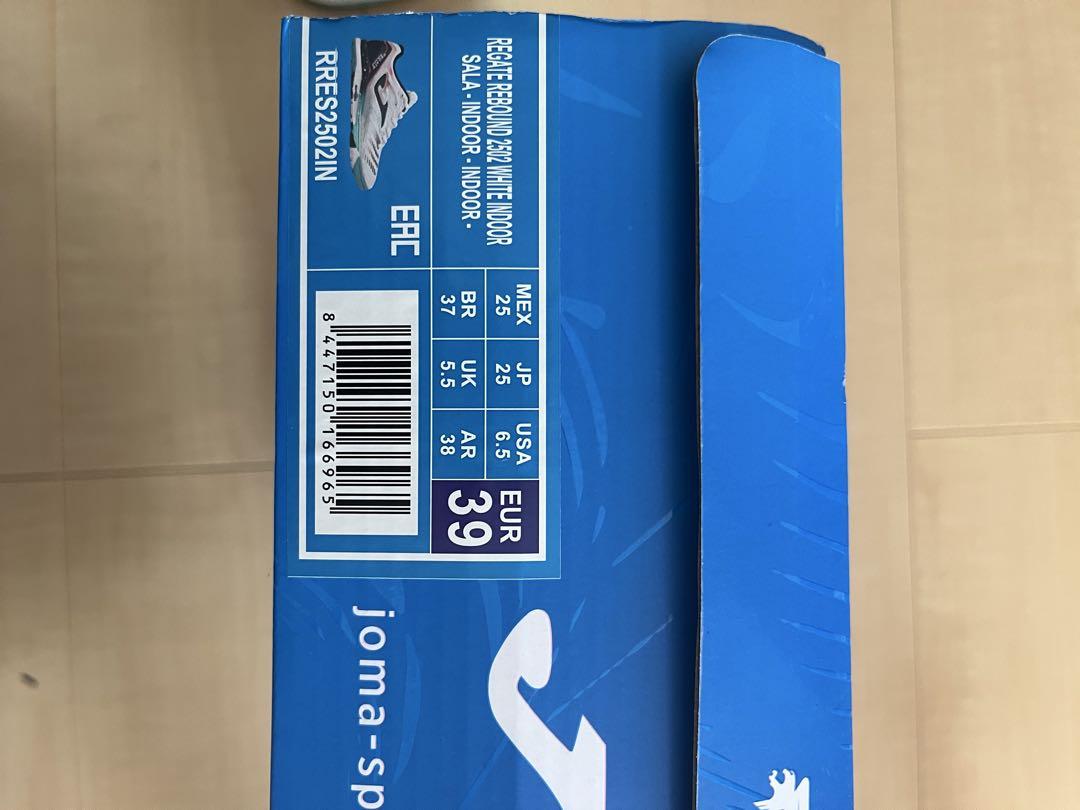 REGATE REBOUND 2502 WHITE INDOOR
SALA - INDOOR - INDOOR -
RRES2502IN
EAC
MEX 25
JP 25
USA 6.5
EUR 39
BR 37
UK 5.5
AR 38
8 447150 166965
joma-sp